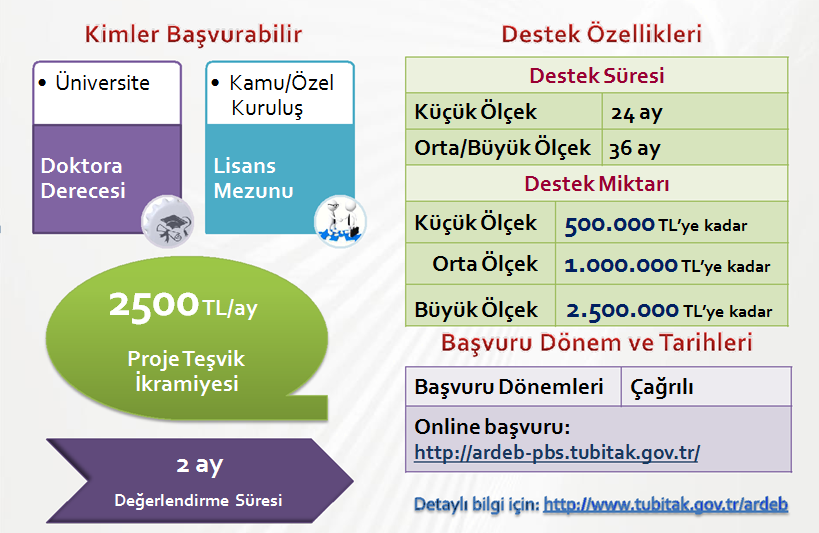 Kimler Başvurabilir
• Üniversite
Doktora
Derecesi
• Kamu/Özel
Kuruluş
Lisans
Mezunu
2500 TL/ay
Proje Teşvik
İkramiyesi
2 ay
Değerlendirme Süresi
Destek Özellikleri
Destek Süresi
Küçük Ölçek 24 ay
Orta/Büyük Ölçek 36 ay
Destek Miktarı
Küçük Ölçek 500.000 TL'ye kadar
Orta Ölçek 1.000.000 TL'ye kadar
Büyük Ölçek 2.500.000 TL'ye kadar
Başvuru Dönem ve Tarihleri
Başvuru Dönemleri Çağrılı
Online başvuru:
http://ardeb-pbs.tubitak.gov.tr/
Detaylı bilgi için: http://www.tubitak.gov.tr/ardeb